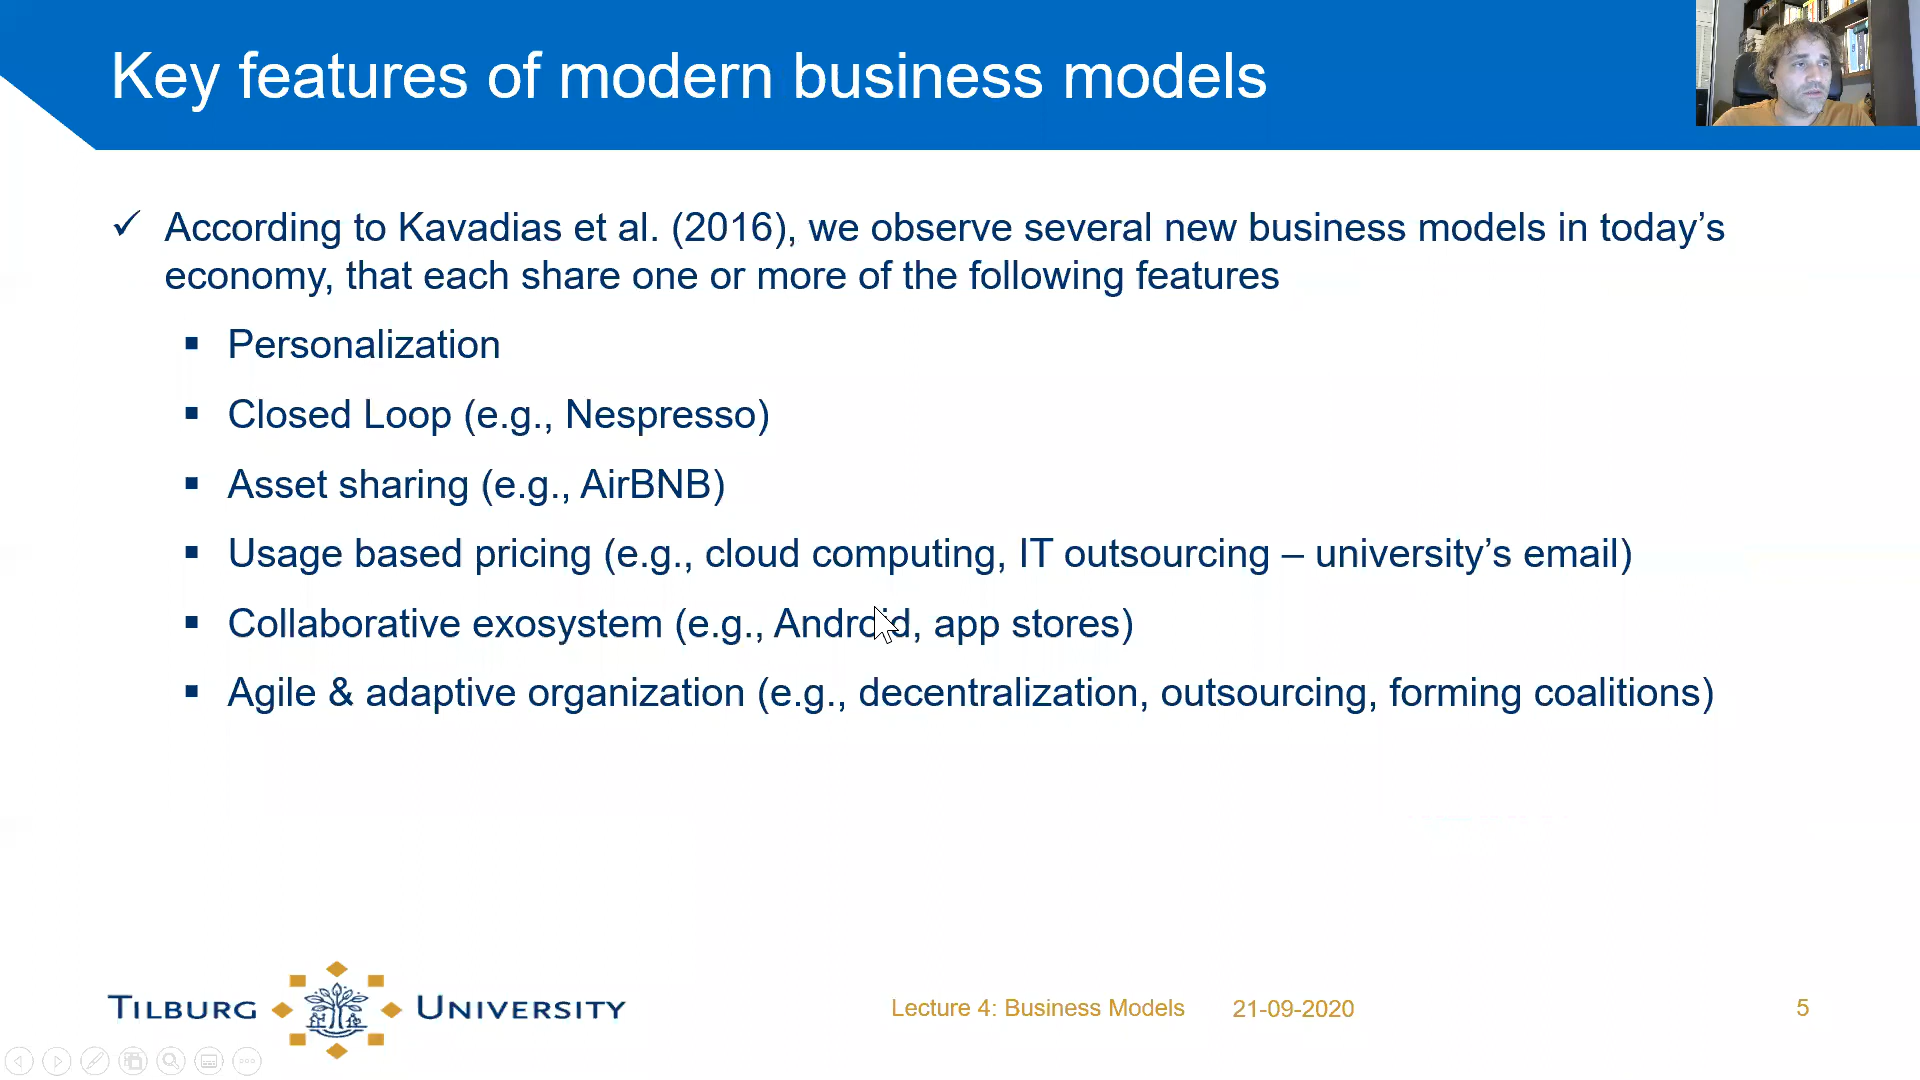 Key features of modern business models
✓ According to Kavadias et al. (2016), we observe several new business models in today’s
economy, that each share one or more of the following features
▪ Personalization
▪ Closed Loop (e.g., Nespresso)
▪ Asset sharing (e.g., AirBNB)
▪ Usage based pricing (e.g., cloud computing, IT outsourcing – university’s email)
▪ Collaborative exosystem (e.g., Android, app stores)
▪ Agile & adaptive organization (e.g., decentralization, outsourcing, forming coalitions)
TILBURG UNIVERSITY
Lecture 4: Business Models 21-09-2020 5